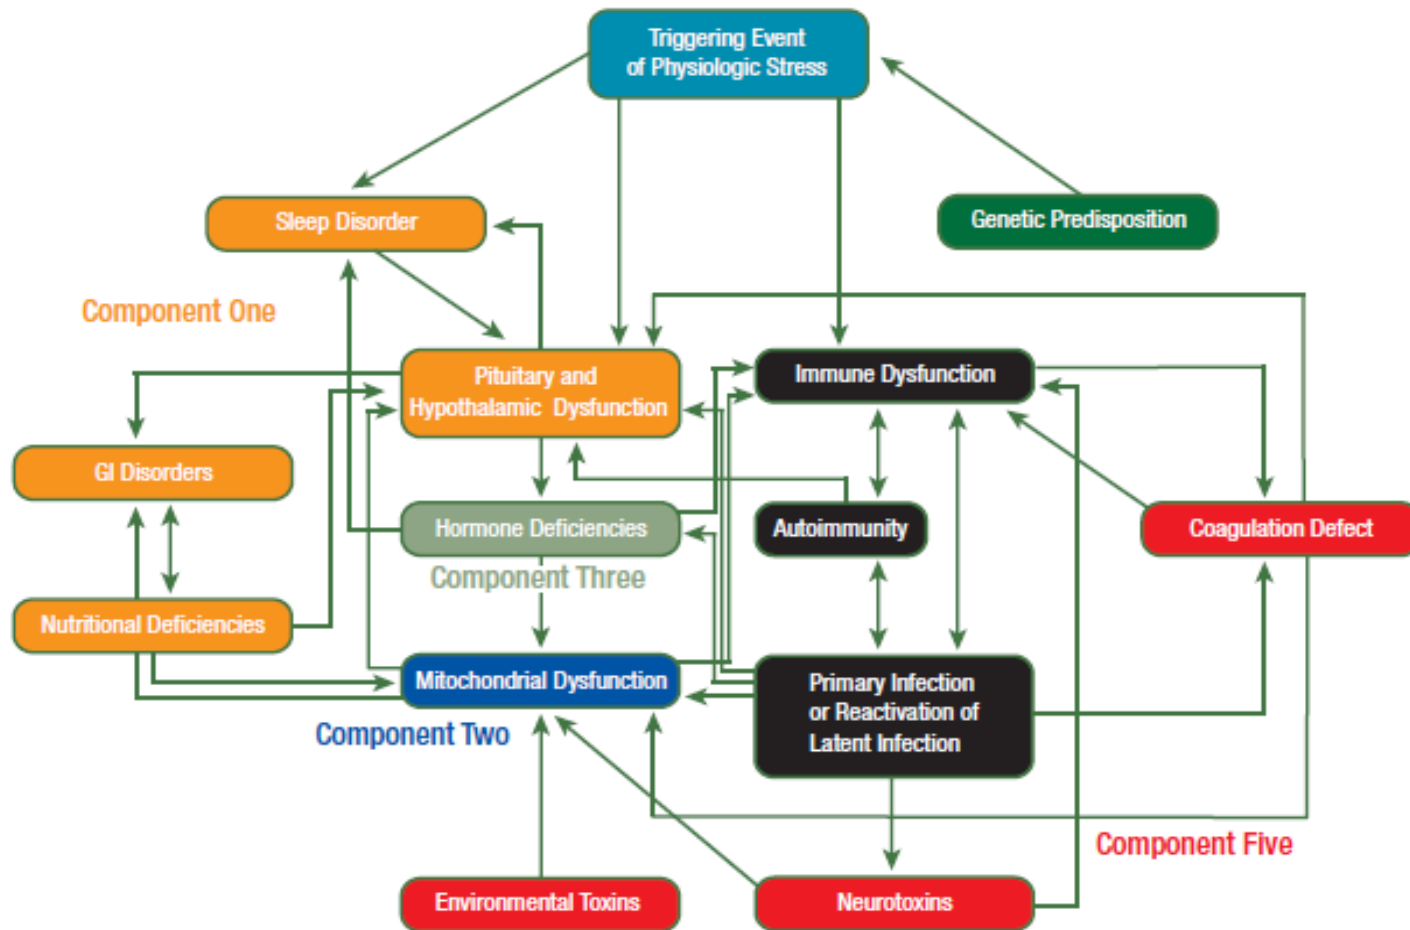 Triggering Event
of Physiologic Stress
Sleep Disorder
Genetic Predisposition
Component One
Pituitary and
Hypothalamic Dysfunction
Immune Dysfunction
GI Disorders
Hormone Deficiencies
Autoimmunity
Coagulation Defect
Component Three
Nutritional Deficiencies
Mitochondrial Dysfunction
Primary Infection
or Reactivation of
Latent Infection
Component Two
Component Five
Environmental Toxins
Neurotoxins